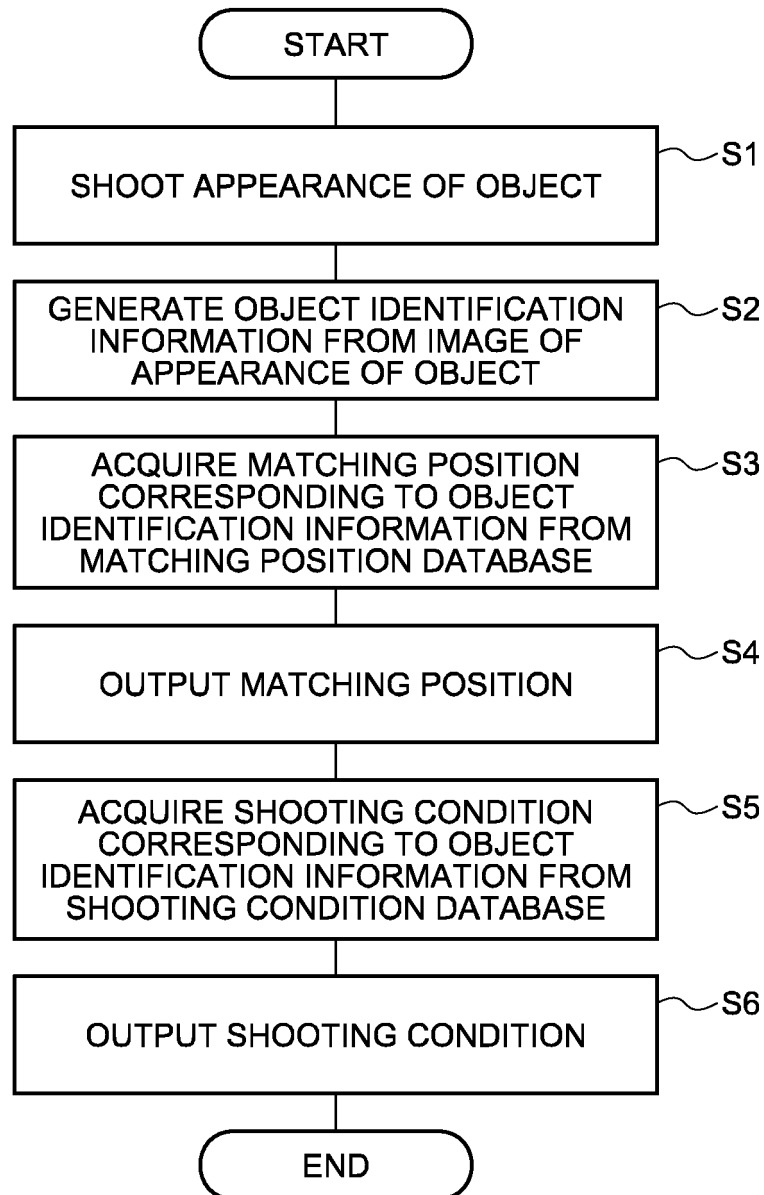 START
SHOOT APPEARANCE OF OBJECT
S1
GENERATE OBJECT IDENTIFICATION
INFORMATION FROM IMAGE OF
APPEARANCE OF OBJECT
S2
ACQUIRE MATCHING POSITION
CORRESPONDING TO OBJECT
IDENTIFICATION INFORMATION FROM
MATCHING POSITION DATABASE
S3
OUTPUT MATCHING POSITION
S4
ACQUIRE SHOOTING CONDITION
CORRESPONDING TO OBJECT
IDENTIFICATION INFORMATION FROM
SHOOTING CONDITION DATABASE
S5
OUTPUT SHOOTING CONDITION
S6
END